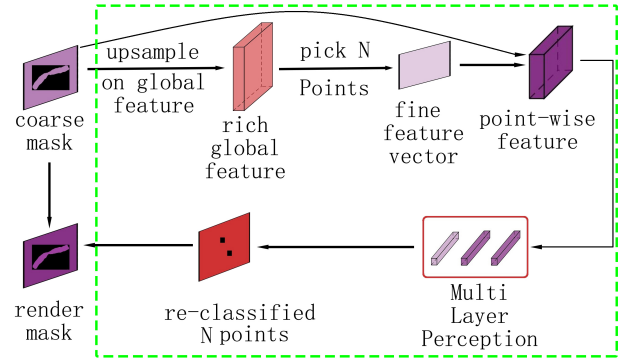 upsample
on global
feature
pick N
Points
coarse
mask
rich
global
feature
fine
feature
vector
point-wise
feature
render
mask
re-classified
N points
Multi
Layer
Perception